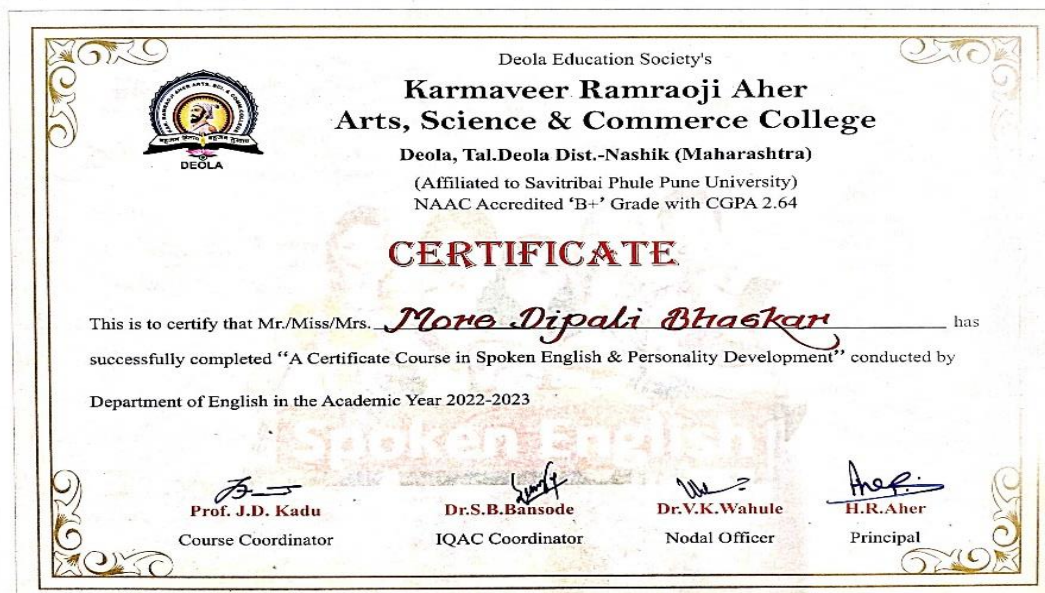 Deola Education Society's
Karmaveer Ramraoji Aher
Arts, Science & Commerce College
Deola, Tal.Deola Dist.-Nashik (Maharashtra)
(Affiliated to Savitribai Phule Pune University)
NAAC Accredited ‘B+’ Grade with CGPA 2.64
DEOLA
CERTIFICATE
This is to certify that Mr./Miss/Mrs. More Dipali Bhaskar has
successfully completed “A Certificate Course in Spoken English & Personality Development” conducted by
Department of English in the Academic Year 2022-2023
Spoken English
Prof. J.D. Kadu Dr.S.B.Bansode Dr.V.K.Wahule H.R.Aher
Course Coordinator IQAC Coordinator Nodal Officer Principal